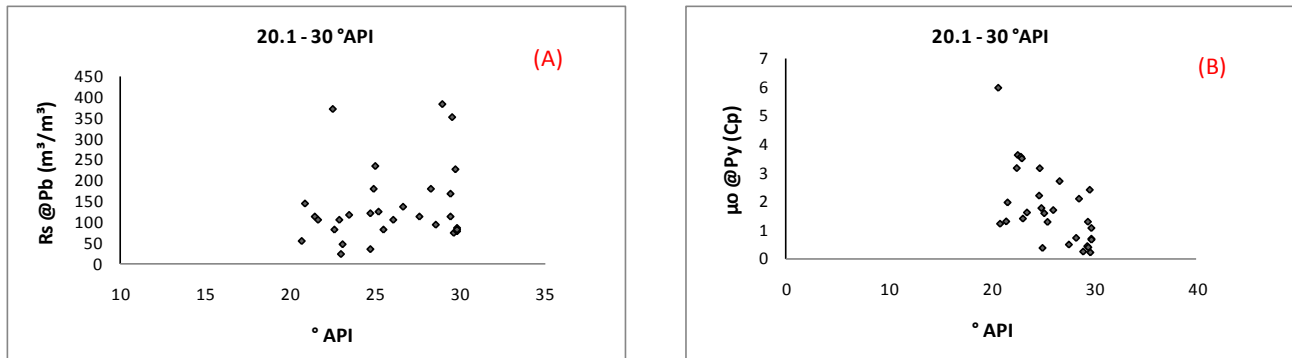 20.1 - 30 °API
(A)
Rs @Pb (m³/m³)
450
400
350
300
250
200
150
100
50
0
10 15 20 25 30 35
° API
20.1 - 30 °API
(B)
µo @Py (Cp)
7
6
5
4
3
2
1
0
0 10 20 30 40
° API